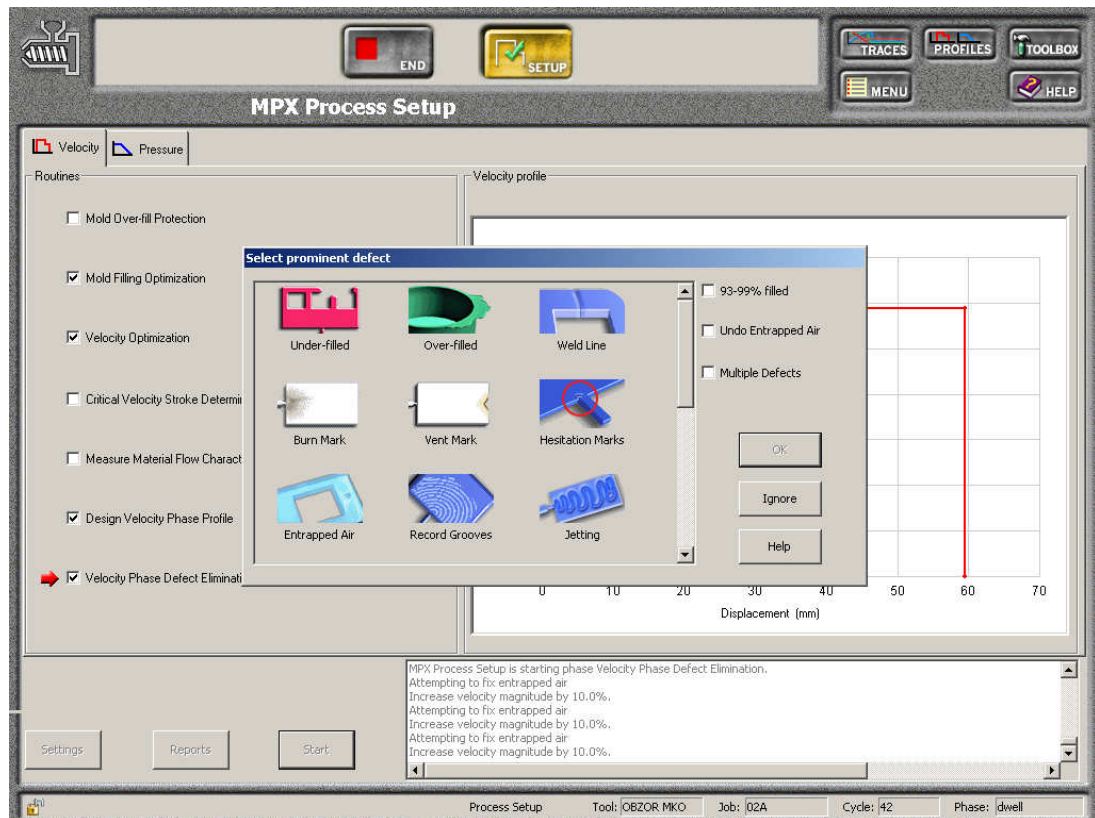 END
SETUP
TRACES
PROFILES
TOOLBOX
MENU
HELP
MPX Process Setup
Velocity
Pressure
Routines
Mold Over-fill Protection
Mold Filling Optimization
Velocity Optimization
Critical Velocity Stroke Determi
Measure Material Flow Charact
Design Velocity Phase Profile
Velocity Phase Defect Eliminati
Velocity profile
Select prominent defect
Under-filled
Over-filled
Weld Line
Burn Mark
Vent Mark
Hesitation Marks
Entrapped Air
Record Grooves
Jetting
93-99% filled
Undo Entrapped Air
Multiple Defects
OK
Ignore
Help
0 10 20 30 40 50 60 70
Displacement (mm)
MPX Process Setup is starting phase Velocity Phase Defect Elimination.
Attempting to fix entrapped air
Increase velocity magnitude by 10.0%.
Attempting to fix entrapped air
Increase velocity magnitude by 10.0%.
Attempting to fix entrapped air
Increase velocity magnitude by 10.0%.
Settings
Reports
Start
Process Setup Tool: OBZOR MKO Job: 02A Cycle: 42 Phase: dwell